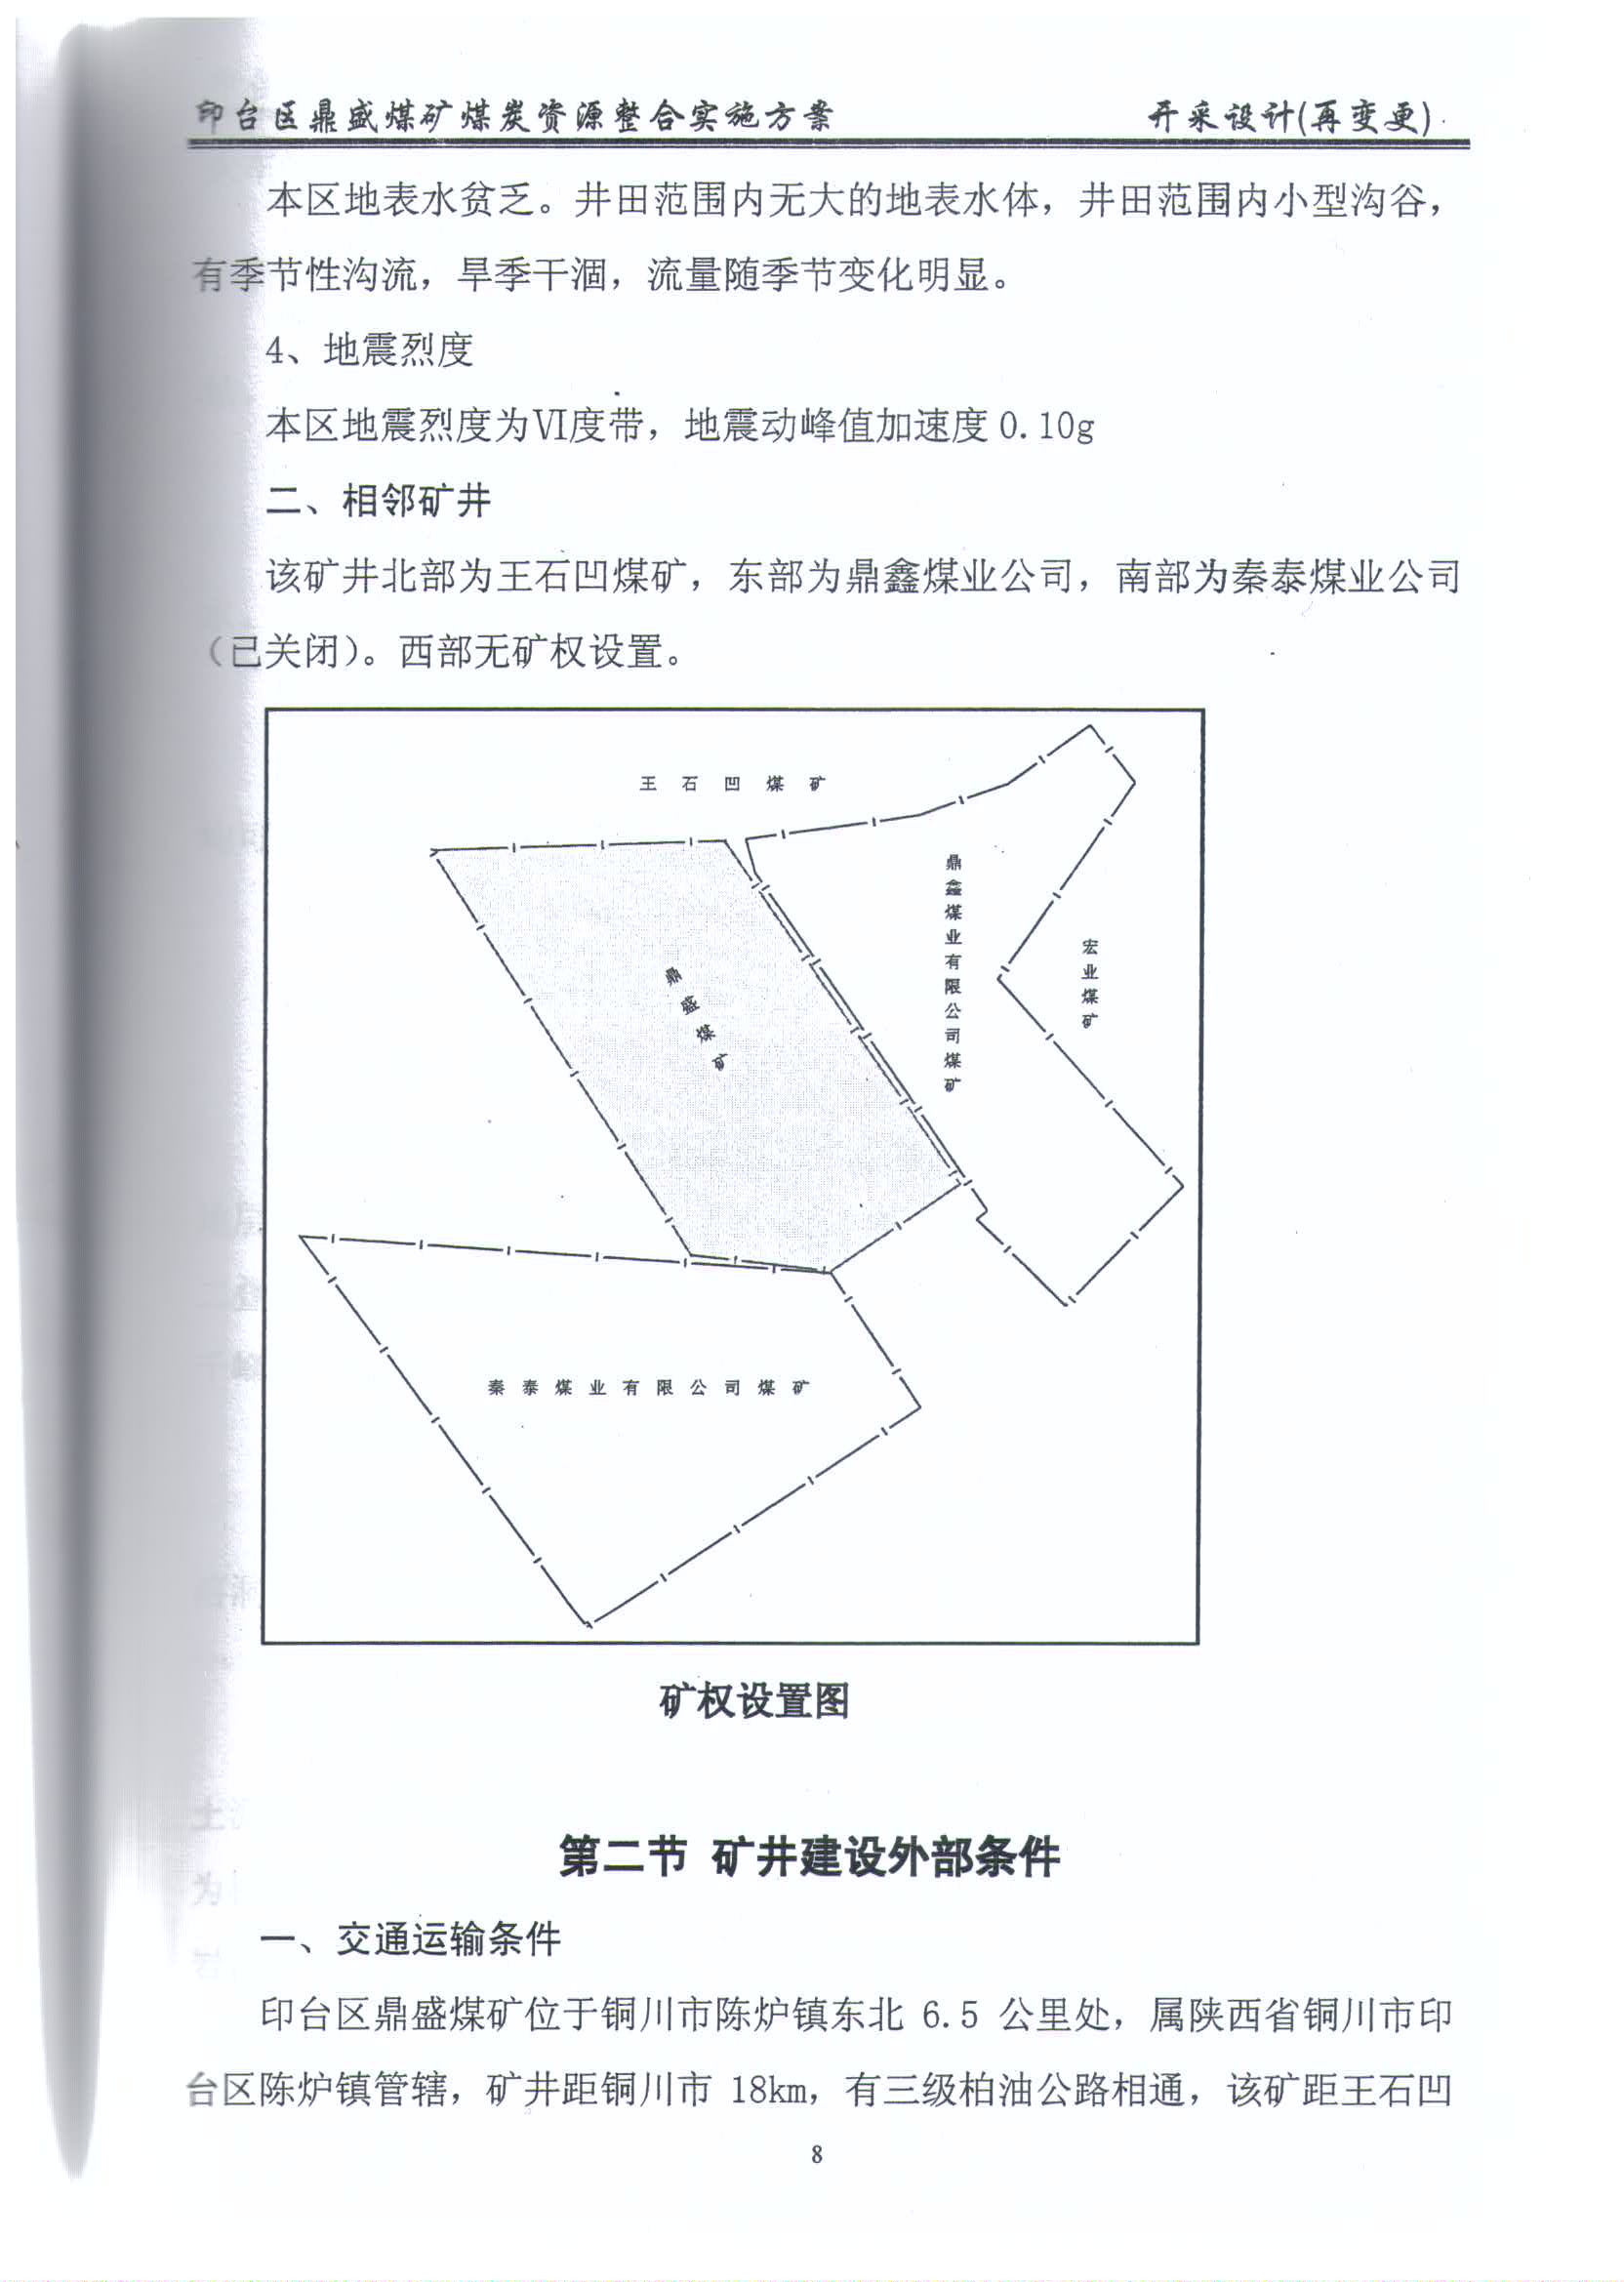 印台区鼎盛煤矿煤炭资源整合实施方案 开采设计(再变更)
本区地表水贫乏。井田范围内无大的地表水体，井田范围内小型沟谷，
有季节性沟流，旱季干涸，流量随季节变化明显。
4、地震烈度
本区地震烈度为Ⅵ度带，地震动峰值加速度 0.10g
二、相邻矿井
该矿井北部为王石凹煤矿，东部为鼎鑫煤业公司，南部为秦泰煤业公司
（已关闭）。西部无矿权设置。
王石凹煤矿
鼎鑫煤业有限公司煤矿
宏业煤矿
鼎盛煤矿
秦泰煤业有限公司煤矿
矿权设置图
第二节 矿井建设外部条件
一、交通运输条件
印台区鼎盛煤矿位于铜川市陈炉镇东北 6.5 公里处，属陕西省铜川市印
台区陈炉镇管辖，矿井距铜川市 18km，有三级柏油公路相通，该矿距王石凹
8